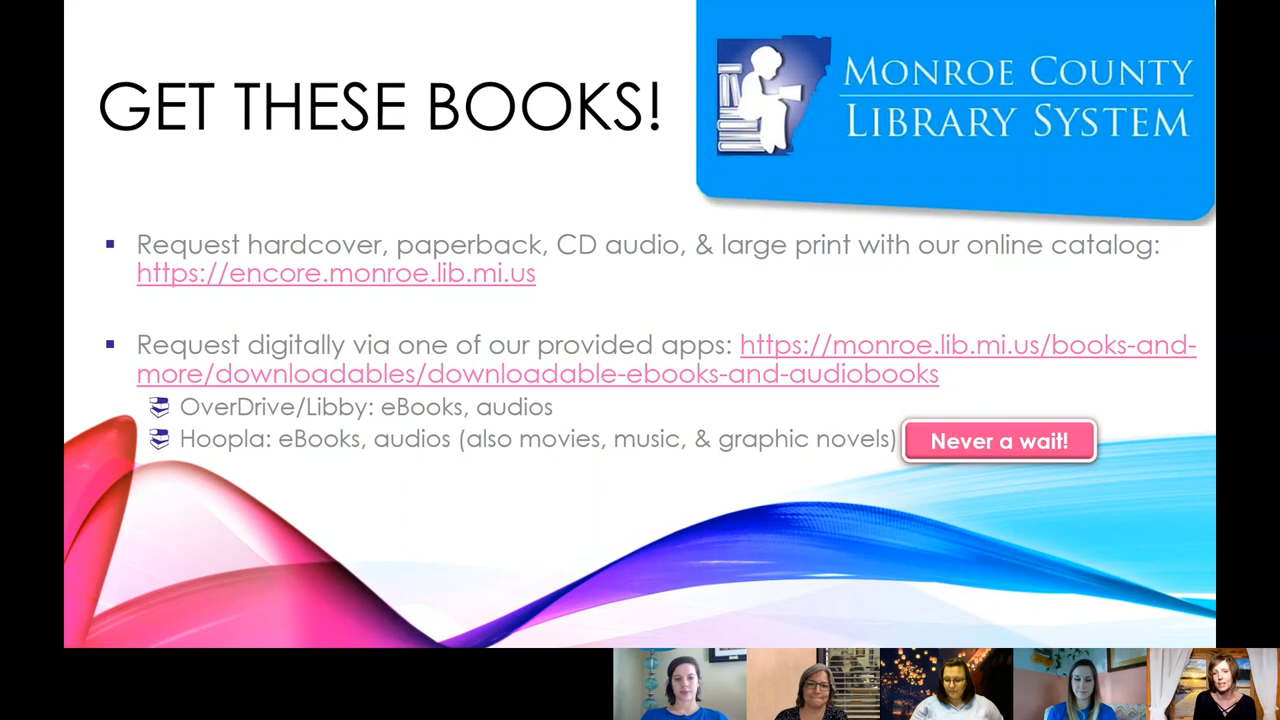 GET THESE BOOKS!
MONROE COUNTY
LIBRARY SYSTEM
Request hardcover, paperback, CD audio, & large print with our online catalog:
https://encore.monroe.lib.mi.us
Request digitally via one of our provided apps: https://monroe.lib.mi.us/books-and-
more/downloadables/downloadable-ebooks-and-audiobooks
OverDrive/Libby: eBooks, audios
Hoopla: eBooks, audios (also movies, music, & graphic novels)
Never a wait!